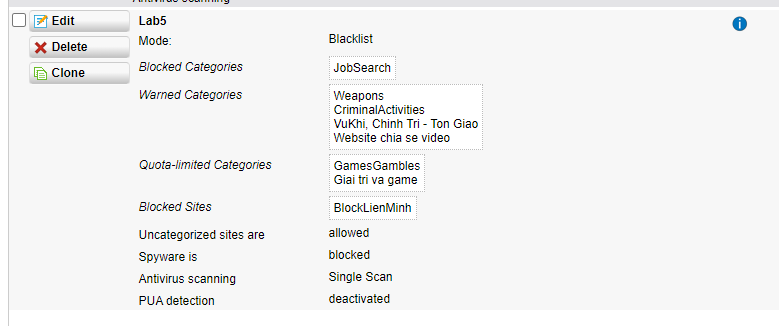 Antivirus scanning
Edit
Lab5
Delete
Mode:
Blacklist
Clone
Blocked Categories
JobSearch
Warned Categories
Weapons
CriminalActivities
VuKhi, Chinh Tri - Ton Giao
Website chia se video
Quota-limited Categories
GamesGambles
Giai tri va game
Blocked Sites
BlockLienMinh
Uncategorized sites are
allowed
Spyware is
blocked
Antivirus scanning
Single Scan
PUA detection
deactivated